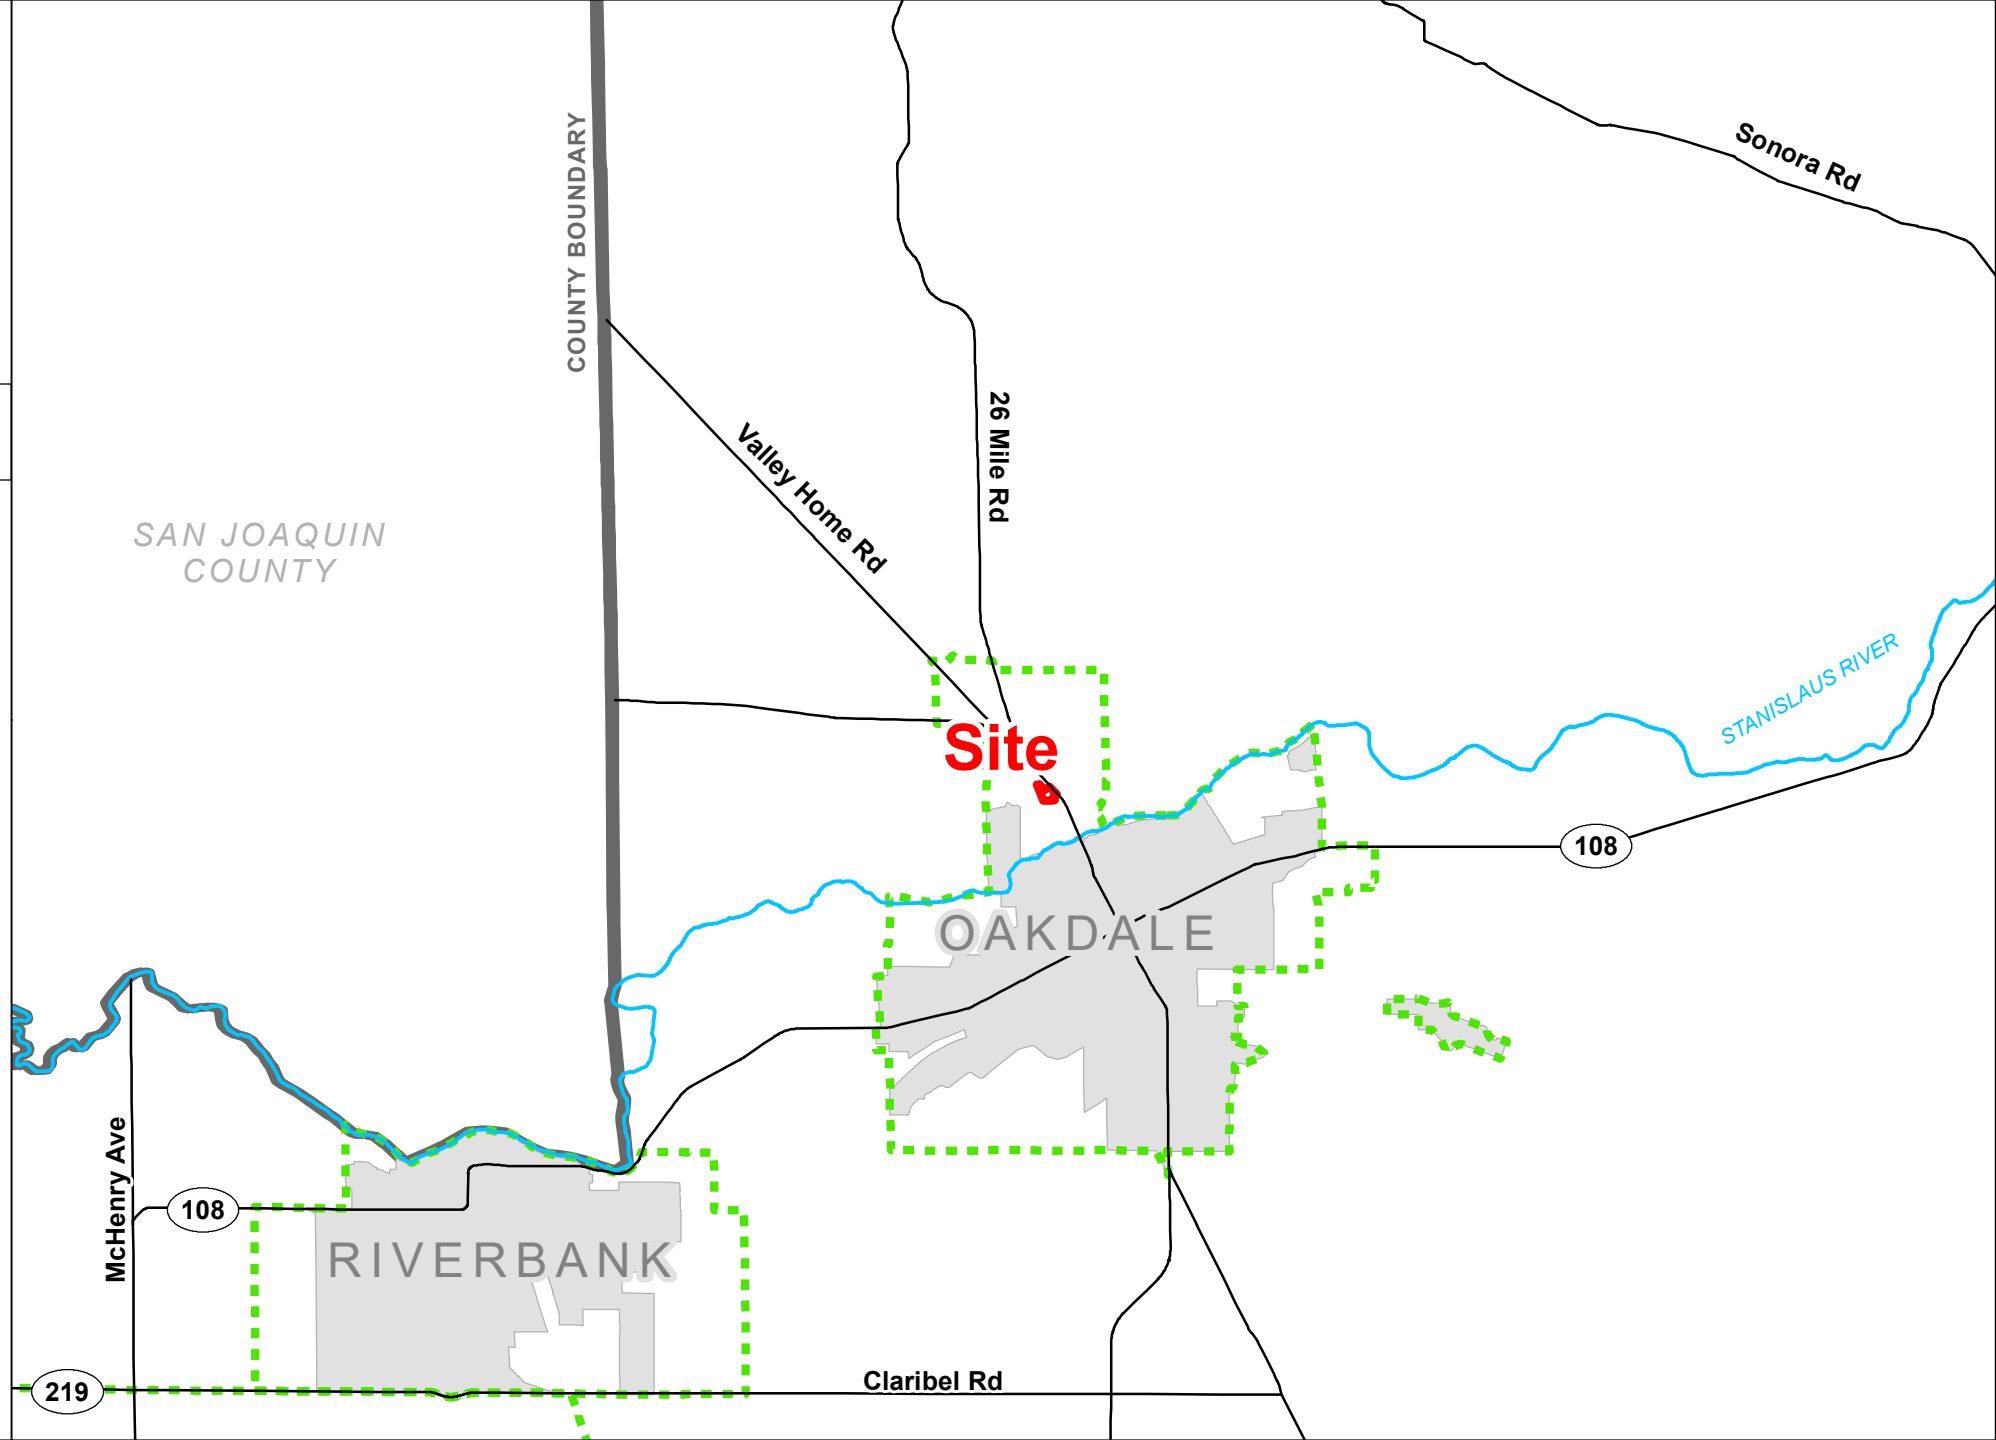 Sonora Rd
COUNTY BOUNDARY
26 Mile Rd
Valley Home Rd
SAN JOAQUIN
COUNTY
STANISLAUS RIVER
Site
108
OAKDALE
McHenry Ave
108
RIVERBANK
219
Claribel Rd